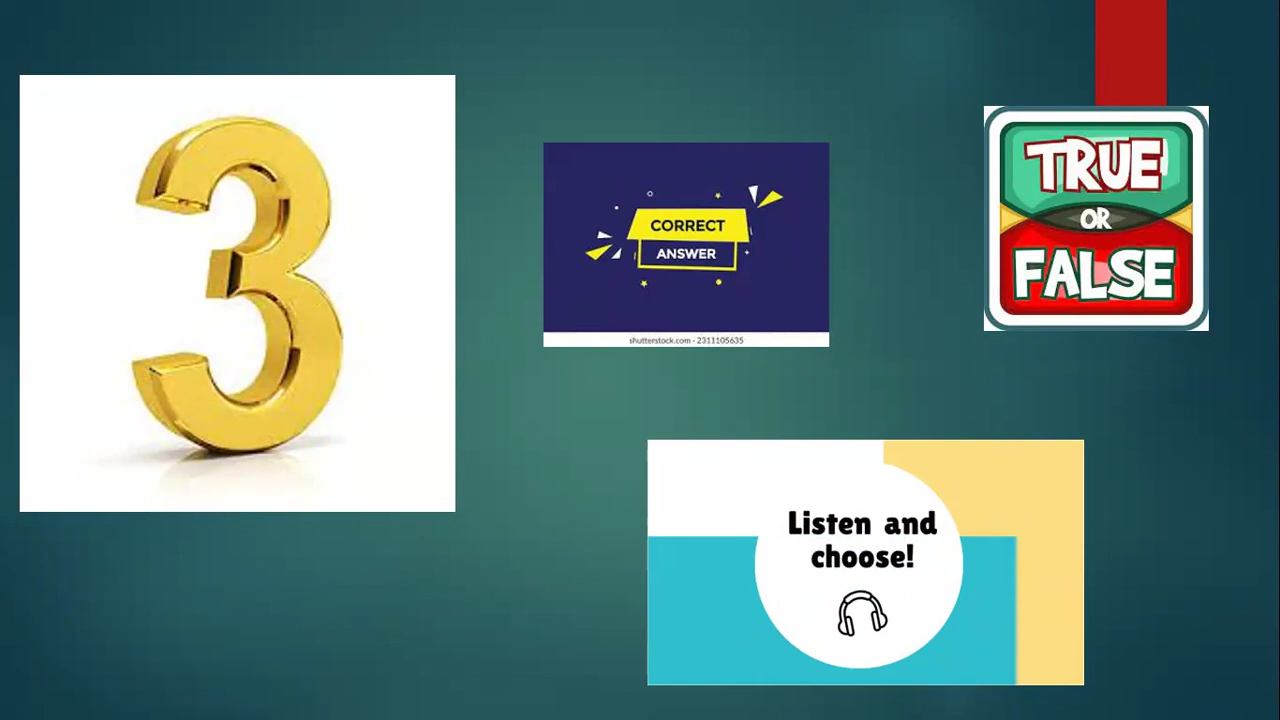 3
CORRECT
ANSWER
shutterstock.com · 2311105635
TRUE
OR
FALSE
Listen and
choose!